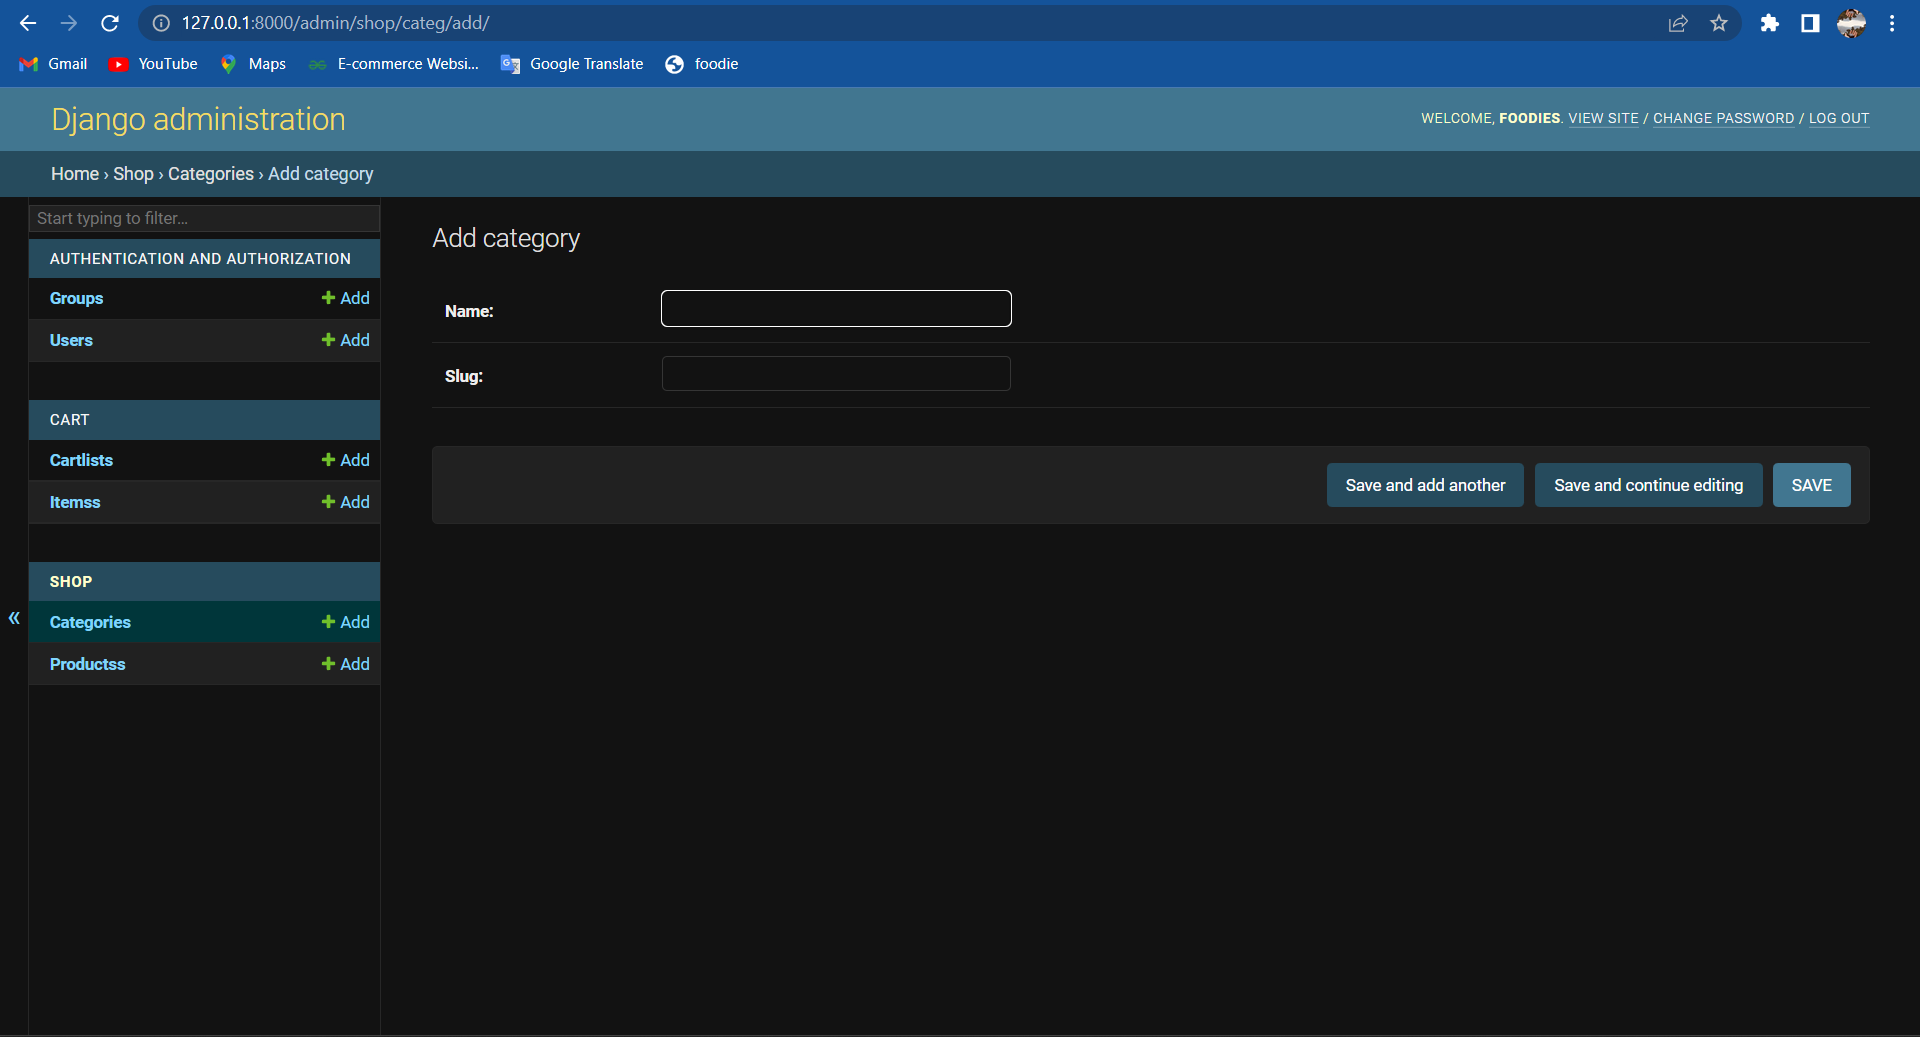 127.0.0.1:8000/admin/shop/categ/add/
Gmail YouTube Maps E-commerce Websi... Google Translate foodie
Django administration
WELCOME, FOODIES. VIEW SITE / CHANGE PASSWORD / LOG OUT
Home › Shop › Categories › Add category
Start typing to filter...
AUTHENTICATION AND AUTHORIZATION
Groups Add
Users Add
CART
Cartlists Add
Itemss Add
SHOP
Categories Add
Productss Add
«
Add category
Name:
Slug:
Save and add another Save and continue editing SAVE